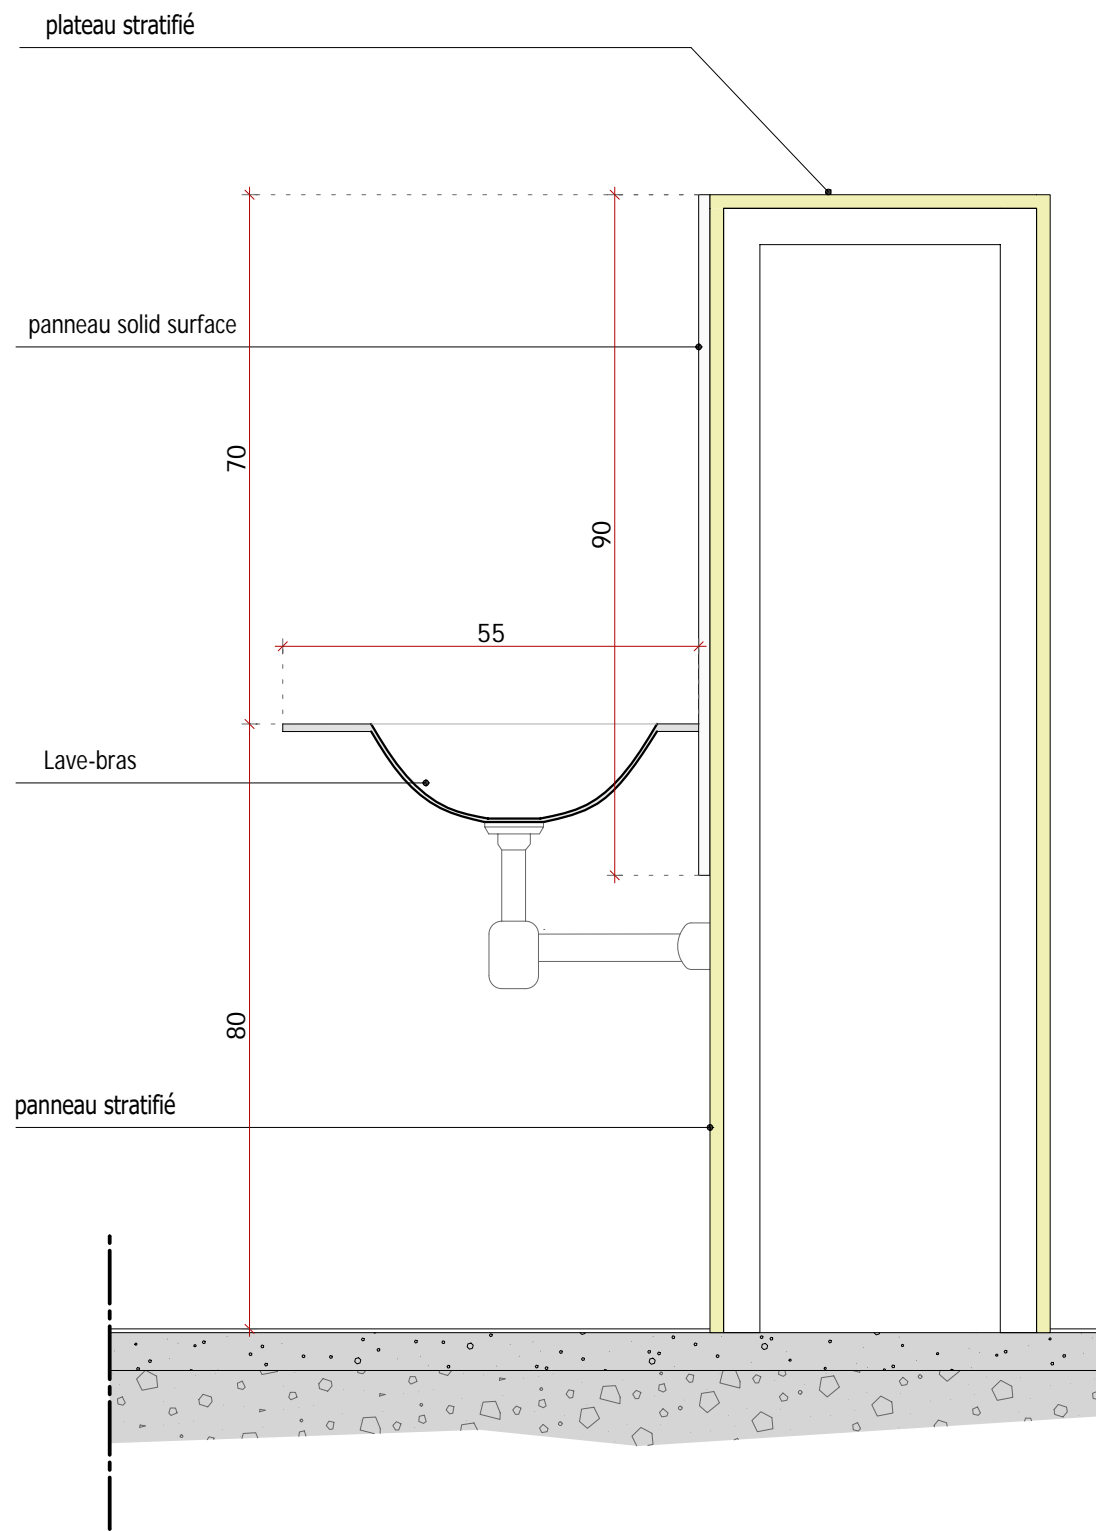 plateau stratifié
panneau solid surface
70
90
55
Lave-bras
80
panneau stratifié